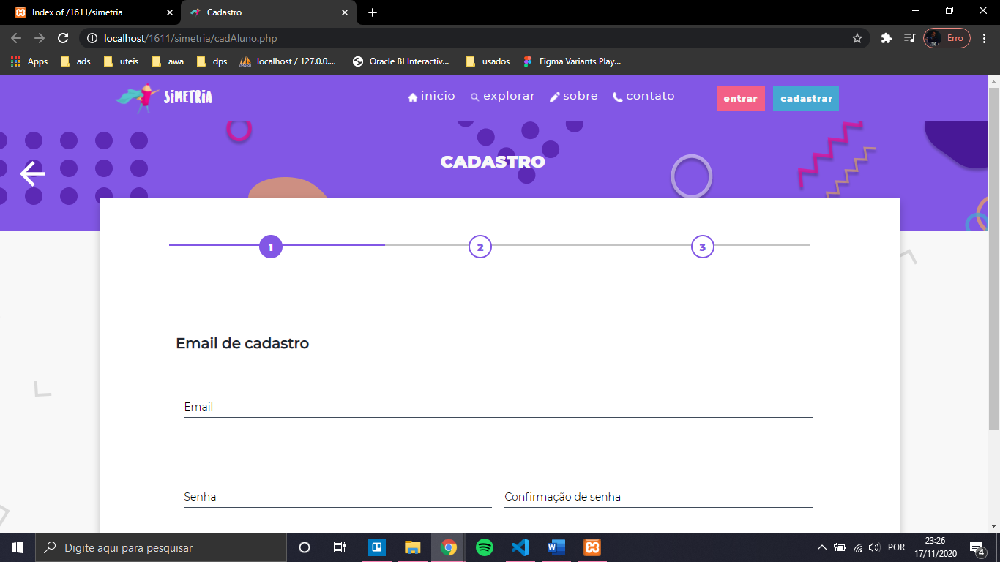 Index of /1611/simetria
Cadastro
localhost/1611/simetria/cadAluno.php
Erro
Apps ads uteis awa dps localhost / 127.0.0.... Oracle BI Interactiv... usados Figma Variants Play...
SIMETRIA inicio explorar sobre contato entrar cadastrar
CADASTRO
1 2 3
Email de cadastro
Email
Senha Confirmação de senha
Digite aqui para pesquisar
POR
23:26
17/11/2020
4